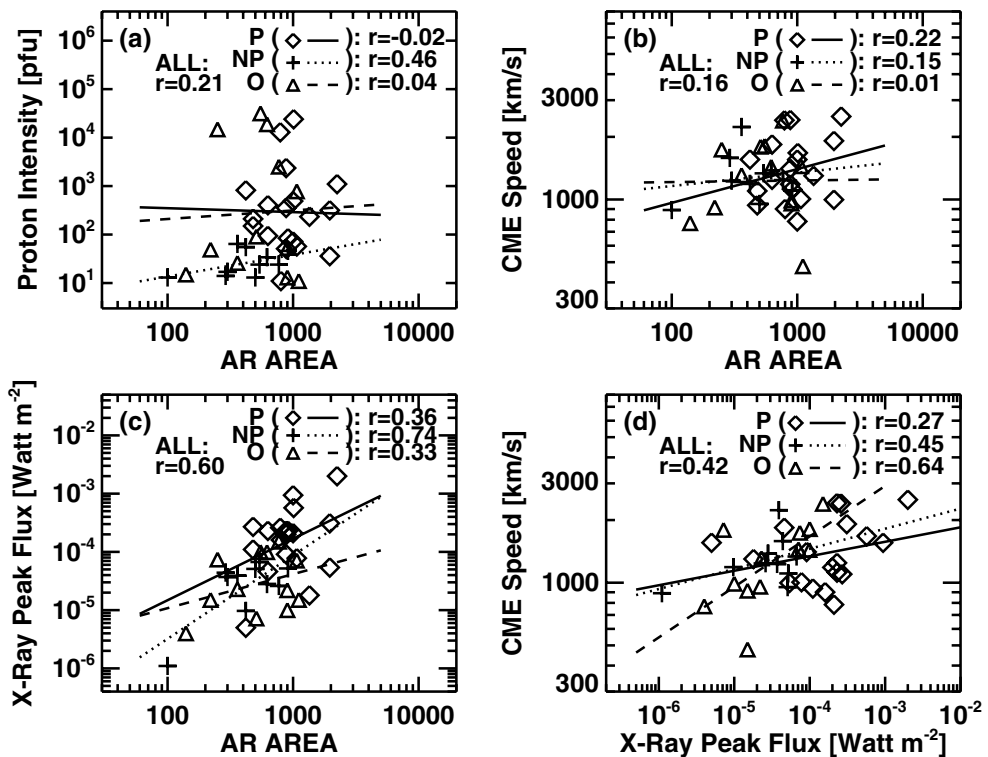 (a)
P ( ◇ — ): r=-0.02
ALL: NP ( + ····· ): r=0.46
r=0.21 O ( △ – – ): r=0.04
Proton Intensity [pfu]
10^6
10^5
10^4
10^3
10^2
10^1
100 1000 10000
AR AREA
(b)
P ( ◇ — ): r=0.22
ALL: NP ( + ····· ): r=0.15
r=0.16 O ( △ – – ): r=0.01
CME Speed [km/s]
3000
1000
300
100 1000 10000
AR AREA
(c)
P ( ◇ — ): r=0.36
ALL: NP ( + ····· ): r=0.74
r=0.60 O ( △ – – ): r=0.33
X-Ray Peak Flux [Watt m^-2]
10^-2
10^-3
10^-4
10^-5
10^-6
100 1000 10000
AR AREA
(d)
P ( ◇ — ): r=0.27
ALL: NP ( + ····· ): r=0.45
r=0.42 O ( △ – – ): r=0.64
CME Speed [km/s]
3000
1000
300
10^-6 10^-5 10^-4 10^-3 10^-2
X-Ray Peak Flux [Watt m^-2]